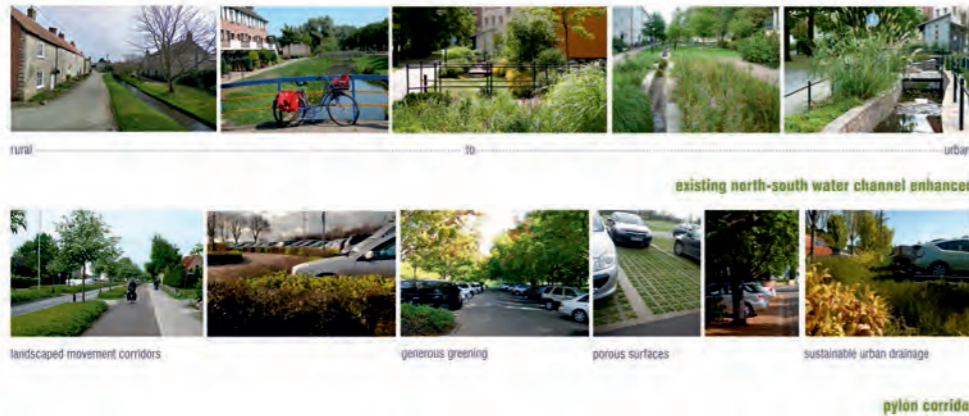 rural to urban
existing north-south water channel enhanced
landscaped movement corridors generous greening porous surfaces sustainable urban drainage
pylon